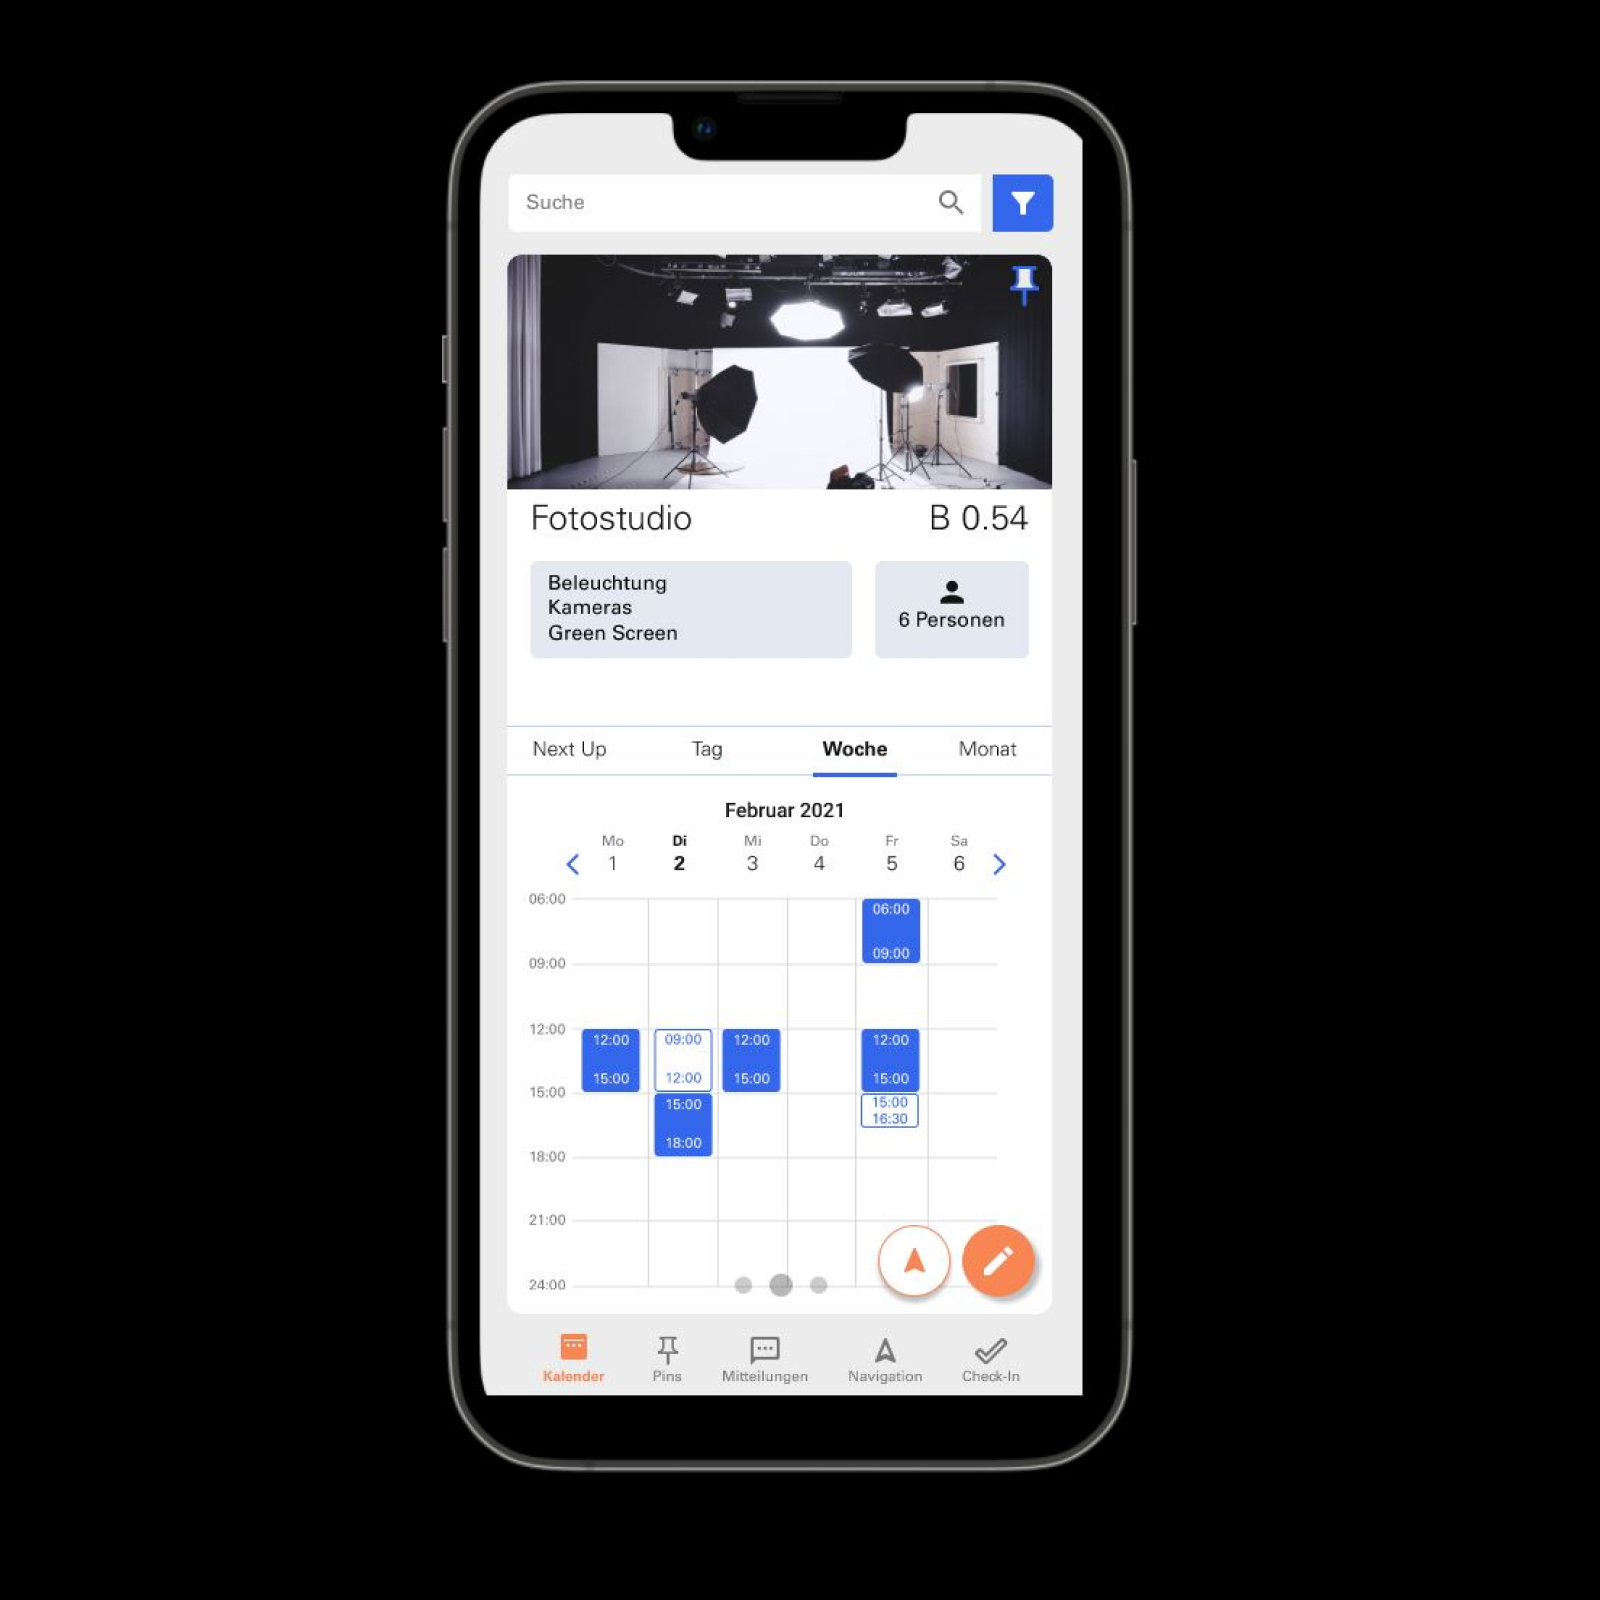 Suche
Fotostudio B 0.54
Beleuchtung
Kameras
Green Screen
6 Personen
Next Up Tag Woche Monat
Februar 2021
Mo Di Mi Do Fr Sa
1 2 3 4 5 6
06:00 06:00
09:00
09:00
12:00 12:00 09:00 12:00 12:00
15:00 12:00 15:00 15:00
15:00 15:00 15:00
16:30
18:00
18:00
21:00
24:00
Kalender Pins Mitteilungen Navigation Check-In